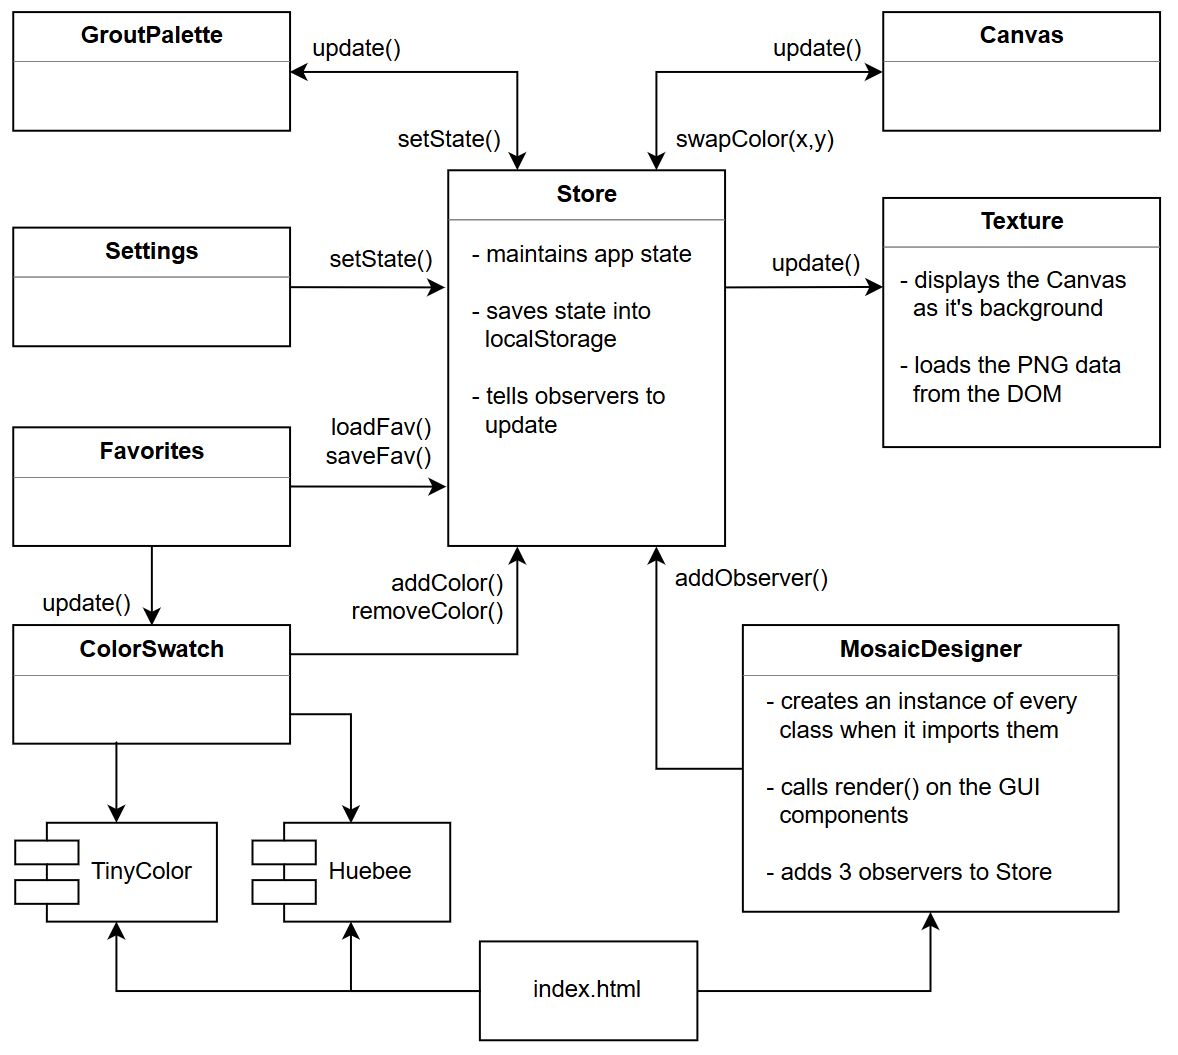 GroutPalette
update()
setState()
Canvas
update()
swapColor(x,y)
Settings
setState()
Store
- maintains app state
- saves state into
localStorage
- tells observers to
update
update()
Texture
- displays the Canvas
as it's background
- loads the PNG data
from the DOM
Favorites
loadFav()
saveFav()
update()
addColor()
removeColor()
addObserver()
ColorSwatch
MosaicDesigner
- creates an instance of every
class when it imports them
- calls render() on the GUI
components
- adds 3 observers to Store
TinyColor
Huebee
index.html